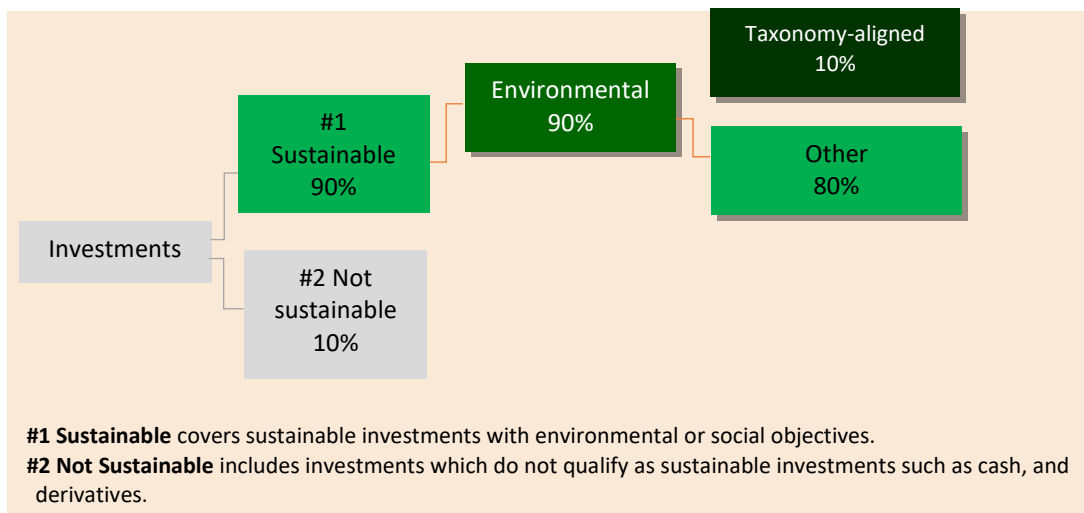 Taxonomy-aligned
10%
Environmental
90%
#1
Sustainable
90%
Other
80%
Investments
#2 Not
sustainable
10%
#1 Sustainable covers sustainable investments with environmental or social objectives.
#2 Not Sustainable includes investments which do not qualify as sustainable investments such as cash, and
derivatives.